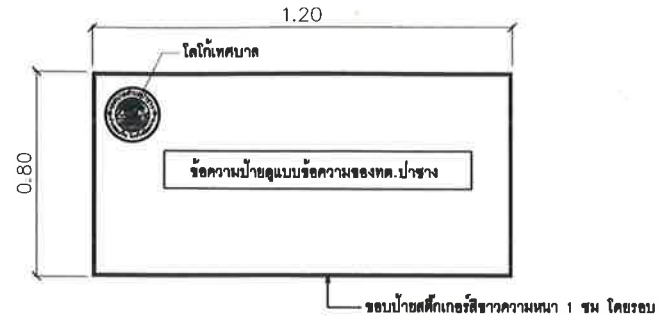 1.20
โลโก้เทศบาล
0.80
ข้อความป้ายดูแบบข้อความของทต.ป่าซาง
ขอบป้ายสติ๊กเกอร์สีขาวความหนา 1 ซม โดยรอบ